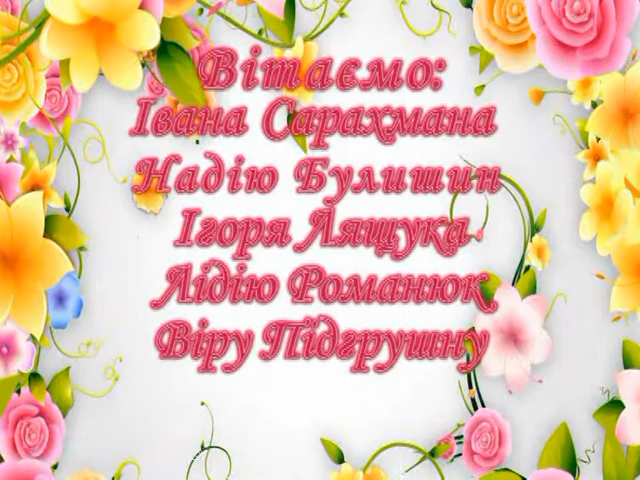 Вітаємо:
Івана Сарахмана
Надію Булишин
Ігоря Лящука
Лідію Романюк
Віру Підгрушну